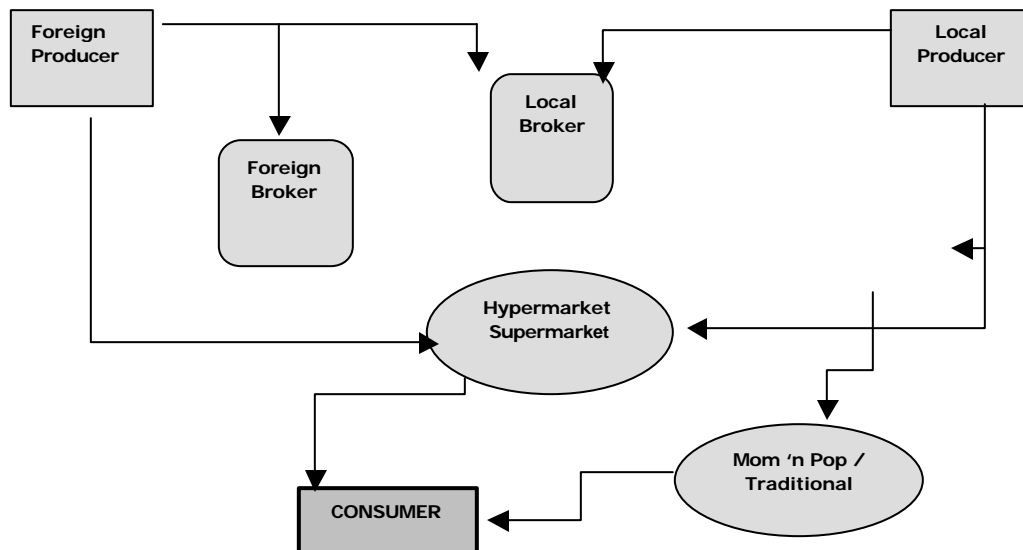 Foreign
Producer
Local
Producer
Local
Broker
Foreign
Broker
Hypermarket
Supermarket
Mom ‘n Pop /
Traditional
CONSUMER